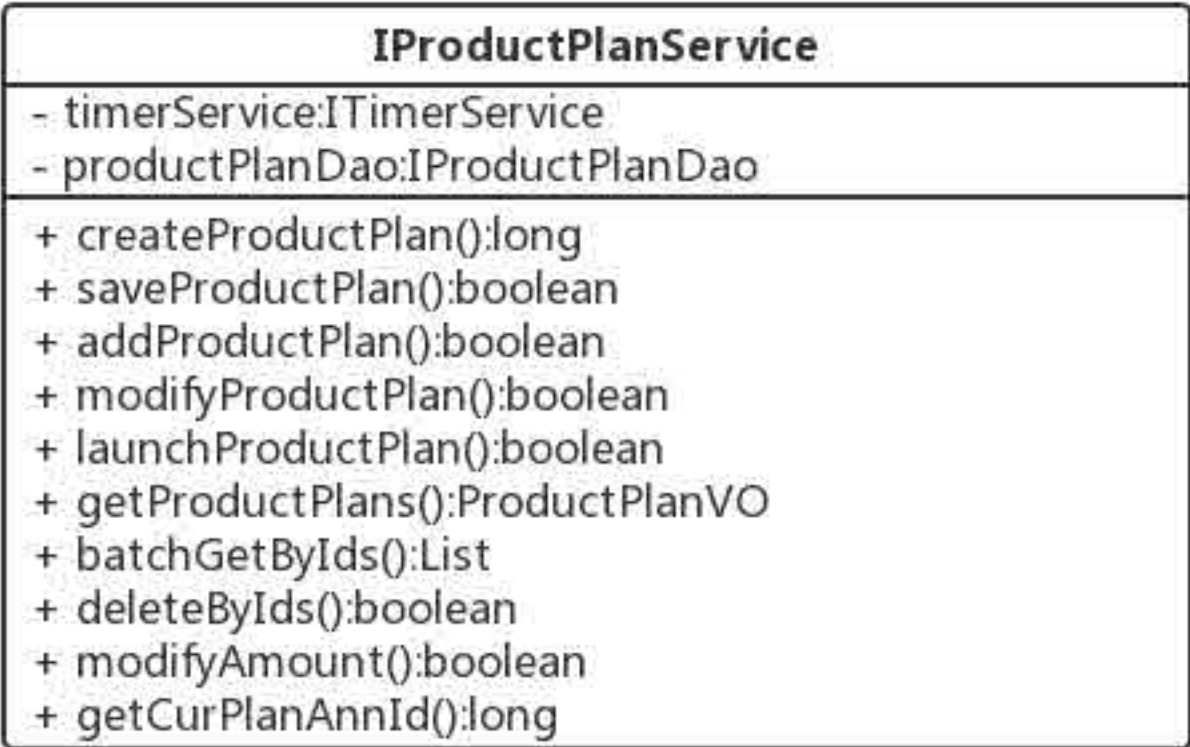 IProductPlanService
- timerService:ITimerService
- productPlanDao:IProductPlanDao
+ createProductPlan():long
+ saveProductPlan():boolean
+ addProductPlan():boolean
+ modifyProductPlan():boolean
+ launchProductPlan():boolean
+ getProductPlans():ProductPlanVO
+ batchGetByIds():List
+ deleteByIds():boolean
+ modifyAmount():boolean
+ getCurPlanAnnId():long